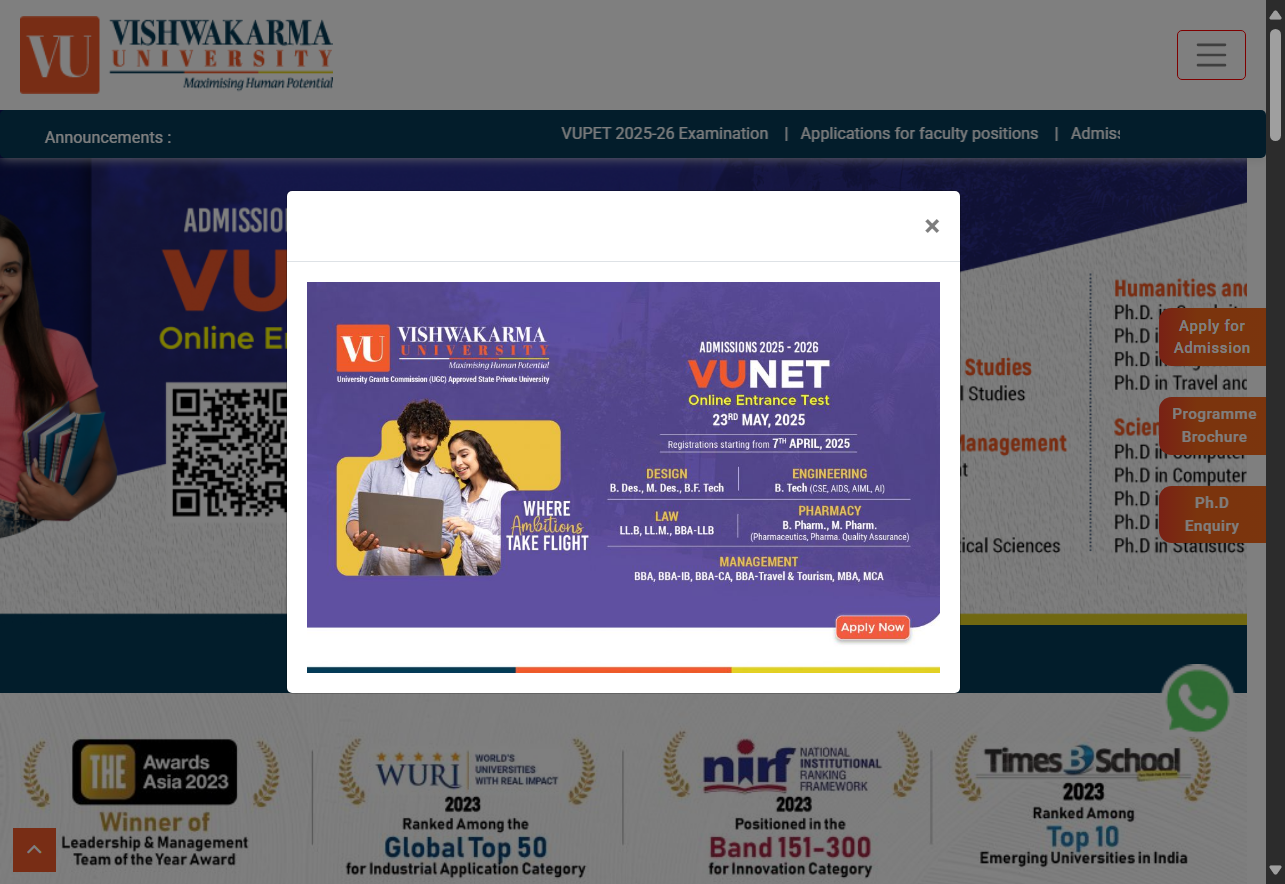 VU
VISHWAKARMA
UNIVERSITY
Maximising Human Potential
Announcements :
VUPET 2025-26 Examination | Applications for faculty positions |
×
ADMISSIO
VU
Online
VU
VISHWAKARMA
UNIVERSITY
Maximising Human Potential
University Grants Commission (UGC) Approved State Private University
WHERE
Ambitions
TAKE FLIGHT
ADMISSIONS 2025 - 2026
VUNET
Online Entrance Test
23RD MAY, 2025
Registrations starting from 7TH APRIL, 2025
DESIGN
B. Des., M. Des., B.F. Tech
ENGINEERING
B. Tech (CSE, AIDS, AIML, AI)
LAW
LL.B, LL.M., BBA-LLB
PHARMACY
B. Pharm., M. Pharm.
(Pharmaceutics, Pharma. Quality Assurance)
MANAGEMENT
BBA, BBA-IB, BBA-CA, BBA-Travel & Tourism, MBA, MCA
Apply Now
Studies
l Studies
Management
ical Sciences
Humanities and
Ph.D.
Ph.D i
Ph.D i
Ph.D in Travel and
Scien
Ph.D in Computer
Ph.D in Computer
Ph.D i
Ph.D i
Ph.D in Statistics
Apply for
Admission
Programme
Brochure
Ph.D
Enquiry
THE
Awards
Asia 2023
Winner of
Leadership & Management
Team of the Year Award
WURI
WORLD'S
UNIVERSITIES
WITH REAL IMPACT
2023
Ranked Among the
Global Top 50
for Industrial Application Category
nirf
NATIONAL
INSTITUTIONAL
RANKING
FRAMEWORK
2023
Positioned in the
Band 151-300
for Innovation Category
Times B School
2023
Ranked Among
Top 10
Emerging Universities in India